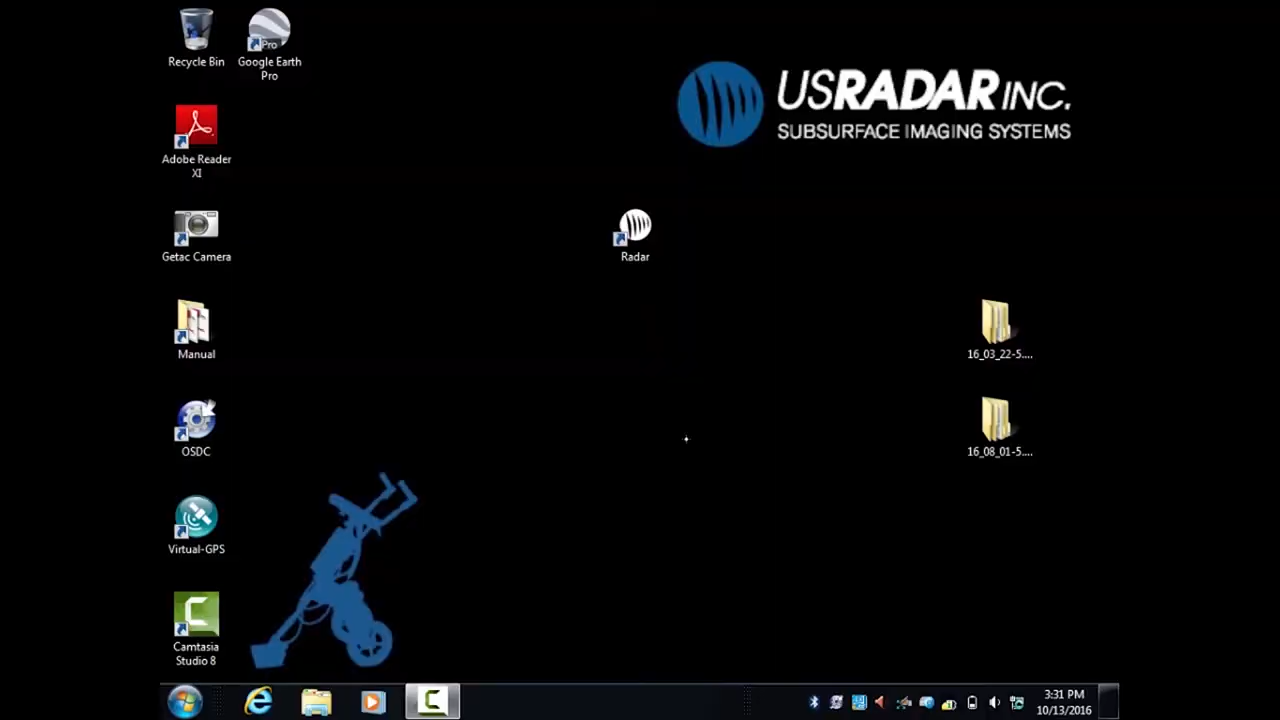 Recycle Bin
Google Earth
Pro
Pro
USRADAR INC.
SUBSURFACE IMAGING SYSTEMS
Adobe Reader
XI
Getac Camera
Radar
Manual
16_03_22-5....
OSDC
16_08_01-5....
Virtual-GPS
Camtasia
Studio 8
3:31 PM
10/13/2016